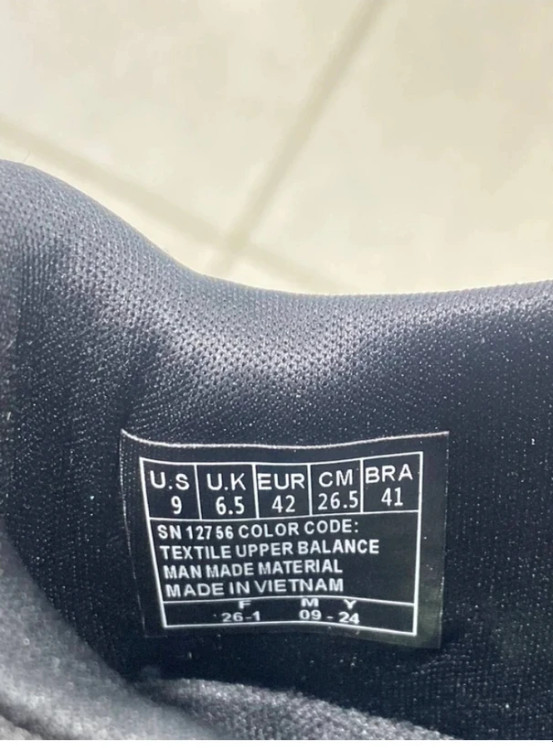 U.S U.K EUR CM BRA
9 6.5 42 26.5 41
SN 12756 COLOR CODE:
TEXTILE UPPER BALANCE
MAN MADE MATERIAL
MADE IN VIETNAM
F M Y
26-1 09 - 24